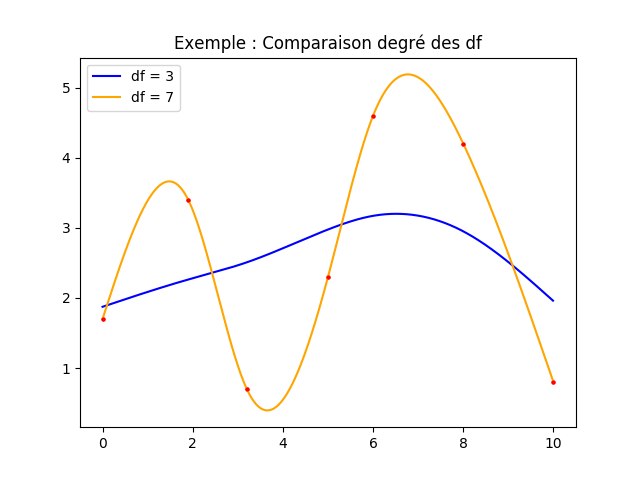 Exemple : Comparaison degré des df
df = 3
df = 7
5
4
3
2
1
0 2 4 6 8 10